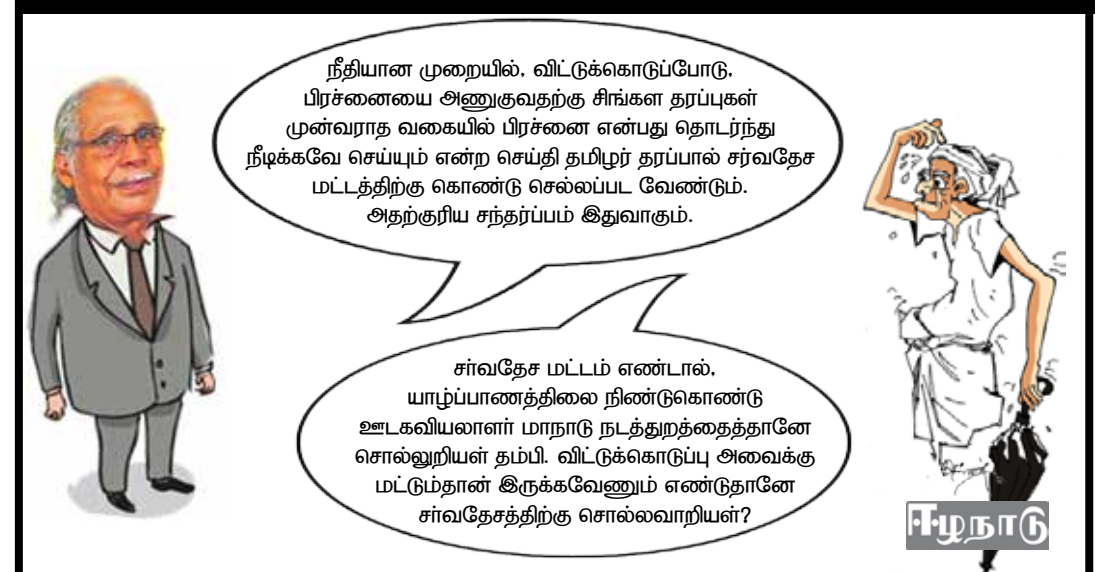 நீதியான முறையில், விட்டுக்கொடுப்போடு,
பிரச்னையை அணுகுவதற்கு சிங்கள தரப்புகள்
முன்வராத வகையில் பிரச்னை என்பது தொடர்ந்து
நீடிக்கவே செய்யும் என்ற செய்தி தமிழர் தரப்பால் சர்வதேச
மட்டத்திற்கு கொண்டு செல்லப்பட வேண்டும்.
அதற்குரிய சந்தர்ப்பம் இதுவாகும்.
சர்வதேச மட்டம் எண்டால்,
யாழ்ப்பாணத்திலை நிண்டுகொண்டு
ஊடகவியலாளர் மாநாடு நடத்துறத்தைத்தானே
சொல்லுறியள் தம்பி. விட்டுக்கொடுப்பு அவைக்கு
மட்டும்தான் இருக்கவேணும் எண்டுதானே
சர்வதேசத்திற்கு சொல்லவாறியள்?
ஈழநாடு